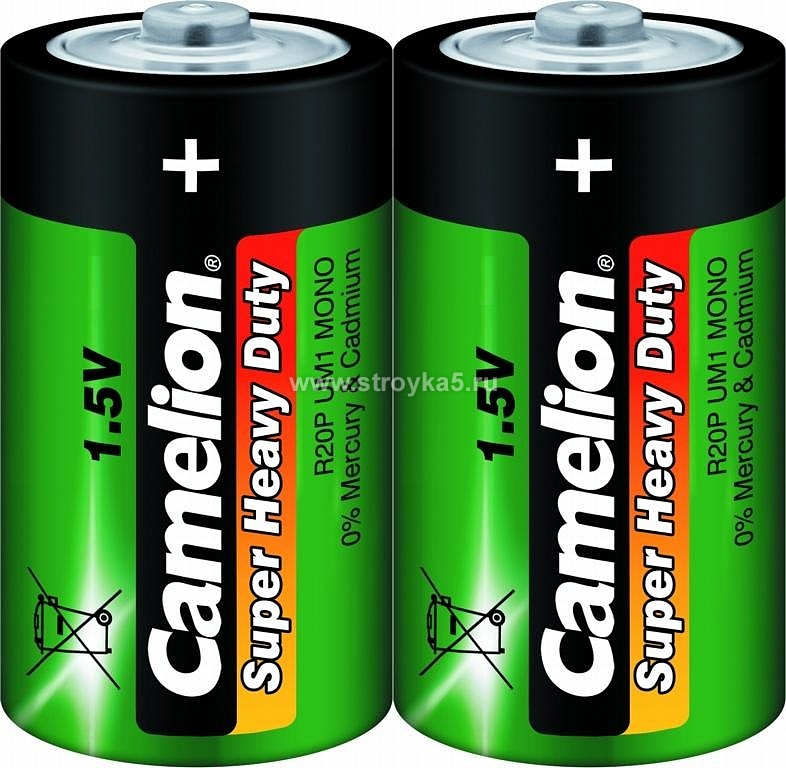 +
1.5V
Camelion®
Super Heavy Duty
R20P UM1 MONO
0% Mercury & Cadmium
+
1.5V
Camelion®
Super Heavy Duty
R20P UM1 MONO
0% Mercury & Cadmium
www.stroyka5.ru